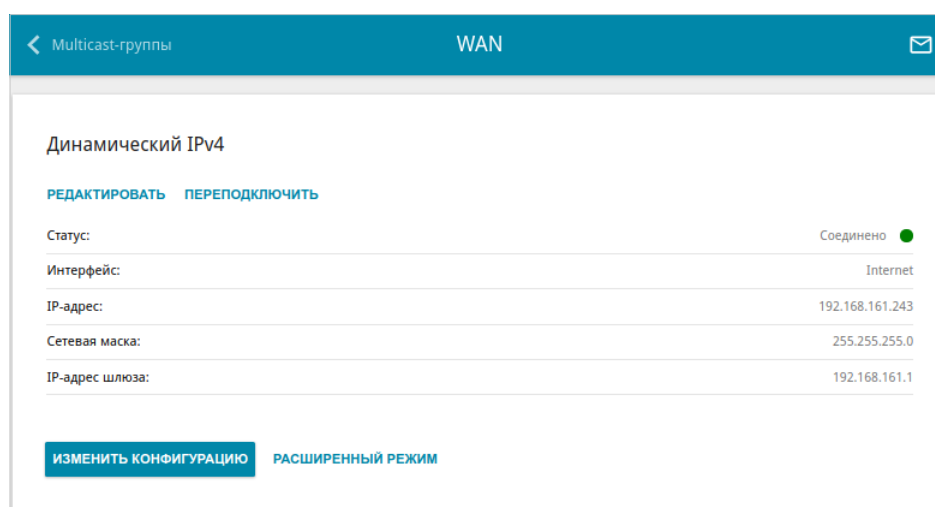 Multicast-группы WAN
Динамический IPv4
РЕДАКТИРОВАТЬ ПЕРЕПОДКЛЮЧИТЬ
Статус: Соединено
Интерфейс: Internet
IP-адрес: 192.168.161.243
Сетевая маска: 255.255.255.0
IP-адрес шлюза: 192.168.161.1
ИЗМЕНИТЬ КОНФИГУРАЦИЮ РАСШИРЕННЫЙ РЕЖИМ